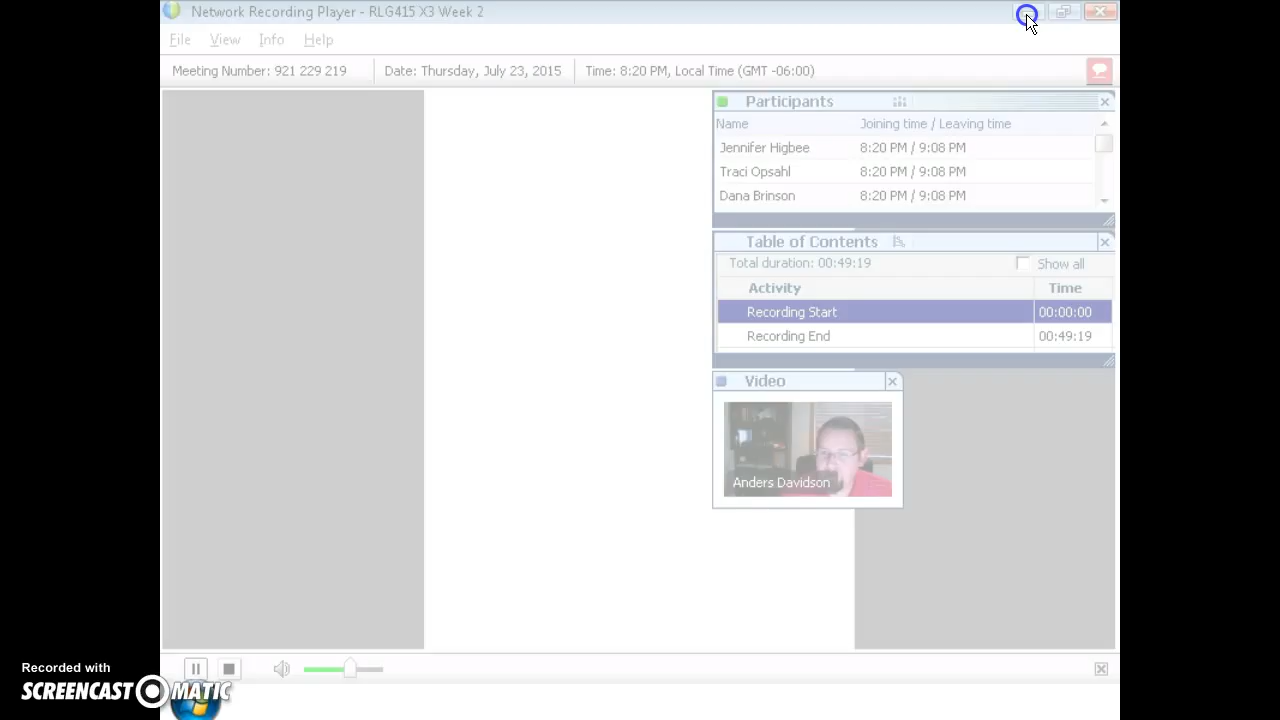 Network Recording Player - RLG415 X3 Week 2
File View Info Help
Meeting Number: 921 229 219 Date: Thursday, July 23, 2015 Time: 8:20 PM, Local Time (GMT -06:00)
Participants
Name Joining time / Leaving time
Jennifer Higbee 8:20 PM / 9:08 PM
Traci Opsahl 8:20 PM / 9:08 PM
Dana Brinson 8:20 PM / 9:08 PM
Table of Contents
Total duration: 00:49:19 Show all
Activity Time
Recording Start 00:00:00
Recording End 00:49:19
Video
Anders Davidson
Recorded with
SCREENCAST-O-MATIC